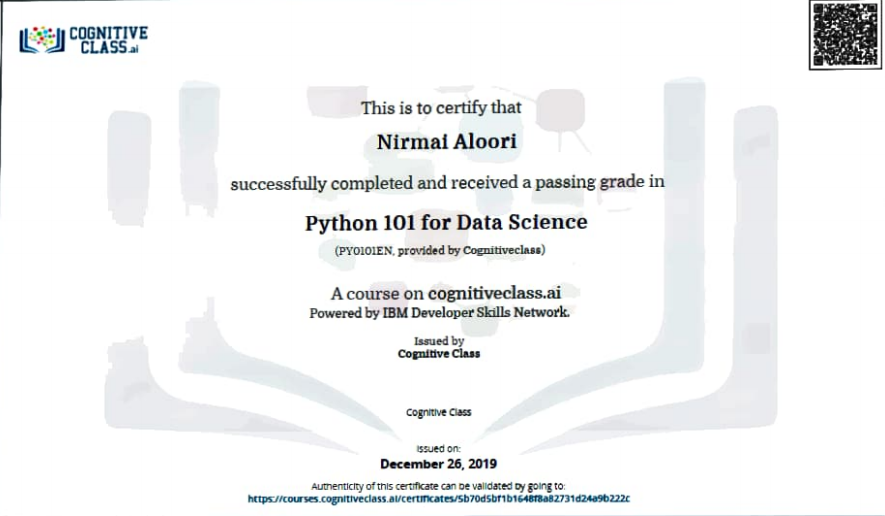 COGNITIVE
CLASS.ai
This is to certify that
Nirmai Aloori
successfully completed and received a passing grade in
Python 101 for Data Science
(PY0101EN, provided by Cognitiveclass)
A course on cognitiveclass.ai
Powered by IBM Developer Skills Network.
Issued by
Cognitive Class
Cognitive Class
Issued on:
December 26, 2019
Authenticity of this certificate can be validated by going to:
https://courses.cognitiveclass.ai/certificates/5b70d5bf1b1648f8a82731d24a9b222c